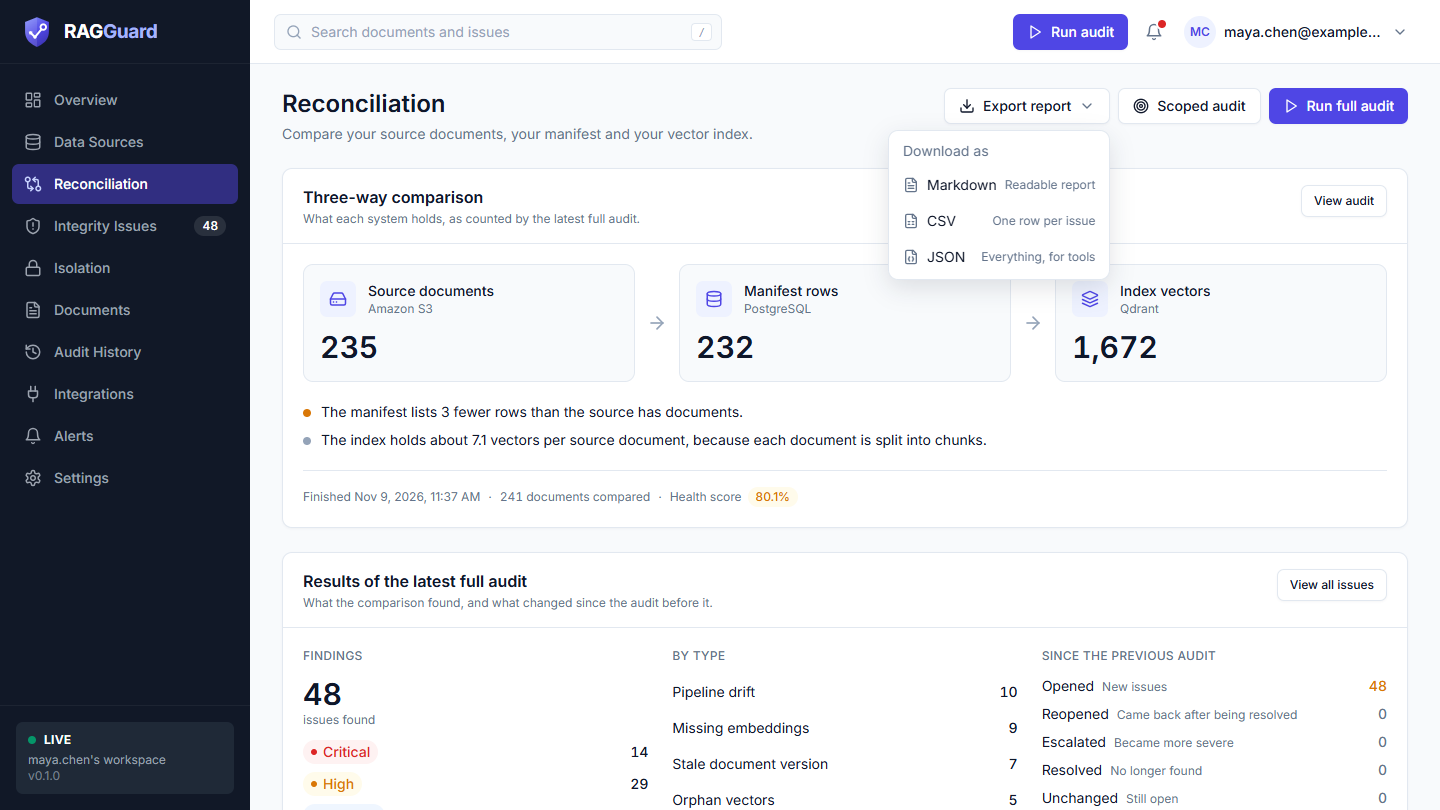 RAGGuard
Search documents and issues
/
Run audit
MC
maya.chen@example...
Overview
Data Sources
Reconciliation
Integrity Issues 48
Isolation
Documents
Audit History
Integrations
Alerts
Settings
LIVE
maya.chen's workspace
v0.1.0
Reconciliation
Compare your source documents, your manifest and your vector index.
Export report
Scoped audit
Run full audit
Download as
Markdown Readable report
CSV One row per issue
JSON Everything, for tools
Three-way comparison
What each system holds, as counted by the latest full audit.
View audit
Source documents
Amazon S3
235
Manifest rows
PostgreSQL
232
Index vectors
Qdrant
1,672
The manifest lists 3 fewer rows than the source has documents.
The index holds about 7.1 vectors per source document, because each document is split into chunks.
Finished Nov 9, 2026, 11:37 AM · 241 documents compared · Health score 80.1%
Results of the latest full audit
What the comparison found, and what changed since the audit before it.
View all issues
FINDINGS
48
issues found
Critical 14
High 29
BY TYPE
Pipeline drift 10
Missing embeddings 9
Stale document version 7
Orphan vectors 5
SINCE THE PREVIOUS AUDIT
Opened New issues 48
Reopened Came back after being resolved 0
Escalated Became more severe 0
Resolved No longer found 0
Unchanged Still open 0